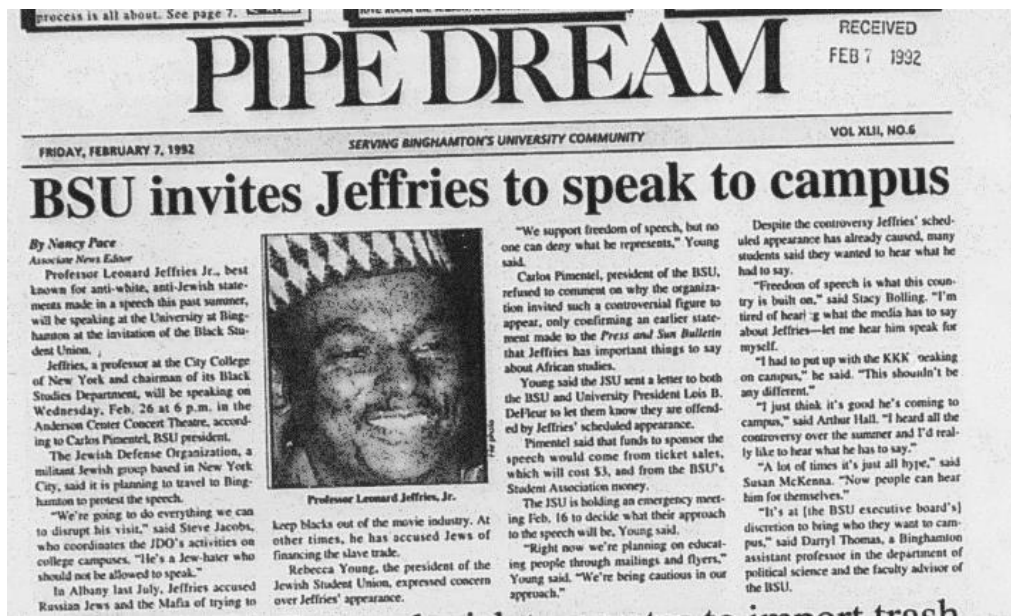 process is all about. See page 7.
RECEIVED
FEB 7 1992
PIPE DREAM
FRIDAY, FEBRUARY 7, 1992
SERVING BINGHAMTON'S UNIVERSITY COMMUNITY
VOL XLII, NO.6
BSU invites Jeffries to speak to campus
By Nancy Pace
Associate News Editor
Professor Leonard Jeffries Jr., best
known for anti-white, anti-Jewish state-
ments made in a speech this past summer,
will be speaking at the University at Bing-
hamton at the invitation of the Black Stu-
dent Union.
Jeffries, a professor at the City College
of New York and chairman of its Black
Studies Department, will be speaking on
Wednesday, Feb. 26 at 6 p.m. in the
Anderson Center Concert Theatre, accord-
ing to Carlos Pimentel, BSU president.
The Jewish Defense Organization, a
militant Jewish group based in New York
City, said it is planning to travel to Bing-
hamton to protest the speech.
"We're going to do everything we can
to disrupt his visit," said Steve Jacobs,
who coordinates the JDO's activities on
college campuses. "He's a Jew-hater who
should not be allowed to speak."
In Albany last July, Jeffries accused
Russian Jews and the Mafia of trying to
File photo
Professor Leonard Jeffries, Jr.
keep blacks out of the movie industry. At
other times, he has accused Jews of
financing the slave trade.
Rebecca Young, the president of the
Jewish Student Union, expressed concern
over Jeffries' appearance.
"We support freedom of speech, but no
one can deny what he represents," Young
said.
Carlos Pimentel, president of the BSU,
refused to comment on why the organiza-
tion invited such a controversial figure to
appear, only confirming an earlier state-
ment made to the Press and Sun Bulletin
that Jeffries has important things to say
about African studies.
Young said the JSU sent a letter to both
the BSU and University President Lois B.
DeFleur to let them know they are offend-
ed by Jeffries' scheduled appearance.
Pimentel said that funds to sponsor the
speech would come from ticket sales,
which will cost $3, and from the BSU's
Student Association money.
The JSU is holding an emergency meet-
ing Feb. 16 to decide what their approach
to the speech will be, Young said.
"Right now we're planning on educat-
ing people through mailings and flyers,"
Young said. "We're being cautious in our
approach."
Despite the controversy Jeffries' sched-
uled appearance has already caused, many
students said they wanted to hear what he
had to say.
"Freedom of speech is what this coun-
try is built on," said Stacy Bolling. "I'm
tired of heari g what the media has to say
about Jeffries—let me hear him speak for
myself.
"I had to put up with the KKK peaking
on campus," he said. "This shouldn't be
any different."
"I just think it's good he's coming to
campus," said Arthur Hall. "I heard all the
controversy over the summer and I'd real-
ly like to hear what he has to say."
"A lot of times it's just all hype," said
Susan McKenna. "Now people can hear
him for themselves."
"It's at [the BSU executive board's]
discretion to bring who they want to cam-
pus," said Darryl Thomas, a Binghamton
assistant professor in the department of
political science and the faculty advisor of
the BSU.
to import trash